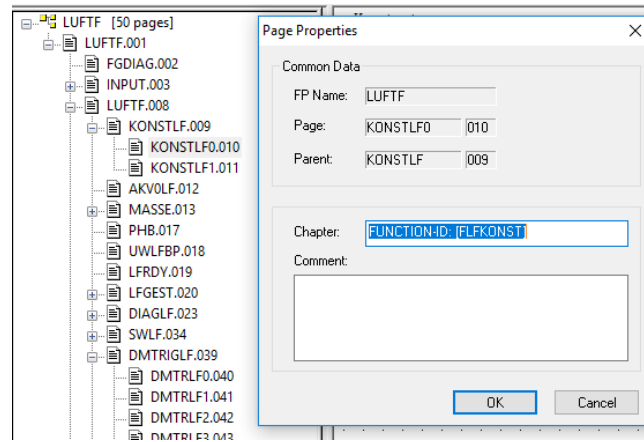 LUFTF [50 pages]
LUFTF.001
FGDIAG.002
INPUT.003
LUFTF.008
KONSTLF.009
KONSTLF0.010
KONSTLF1.011
AKV0LF.012
MASSE.013
PHB.017
UWLFBP.018
LFRDY.019
LFGEST.020
DIAGLF.023
SWLF.034
DMTRIGLF.039
DMTRLF0.040
DMTRLF1.041
DMTRLF2.042
DMTRLF3.043
Page Properties
Common Data
FP Name: LUFTF
Page: KONSTLF0 010
Parent: KONSTLF 009
Chapter: FUNCTION-ID: [FLFKONST]
Comment:
OK Cancel